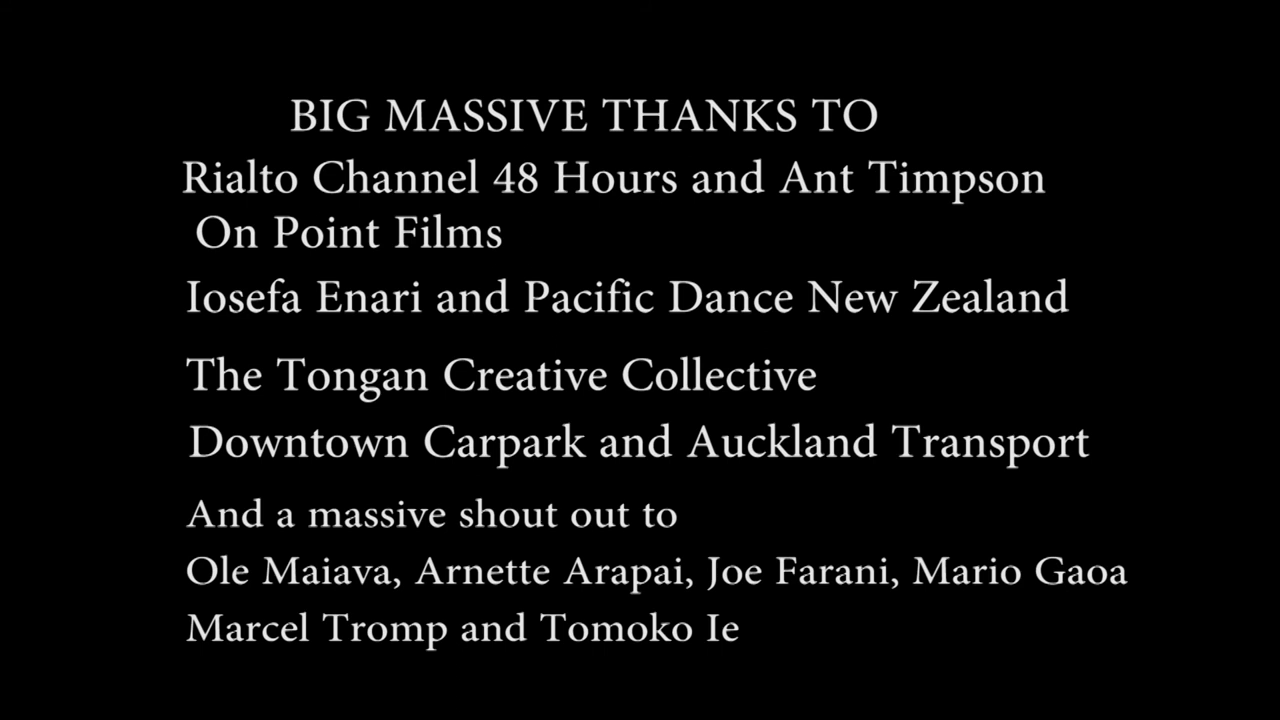 BIG MASSIVE THANKS TO
Rialto Channel 48 Hours and Ant Timpson
On Point Films
Iosefa Enari and Pacific Dance New Zealand
The Tongan Creative Collective
Downtown Carpark and Auckland Transport
And a massive shout out to
Ole Maiava, Arnette Arapai, Joe Farani, Mario Gaoa
Marcel Tromp and Tomoko Ie